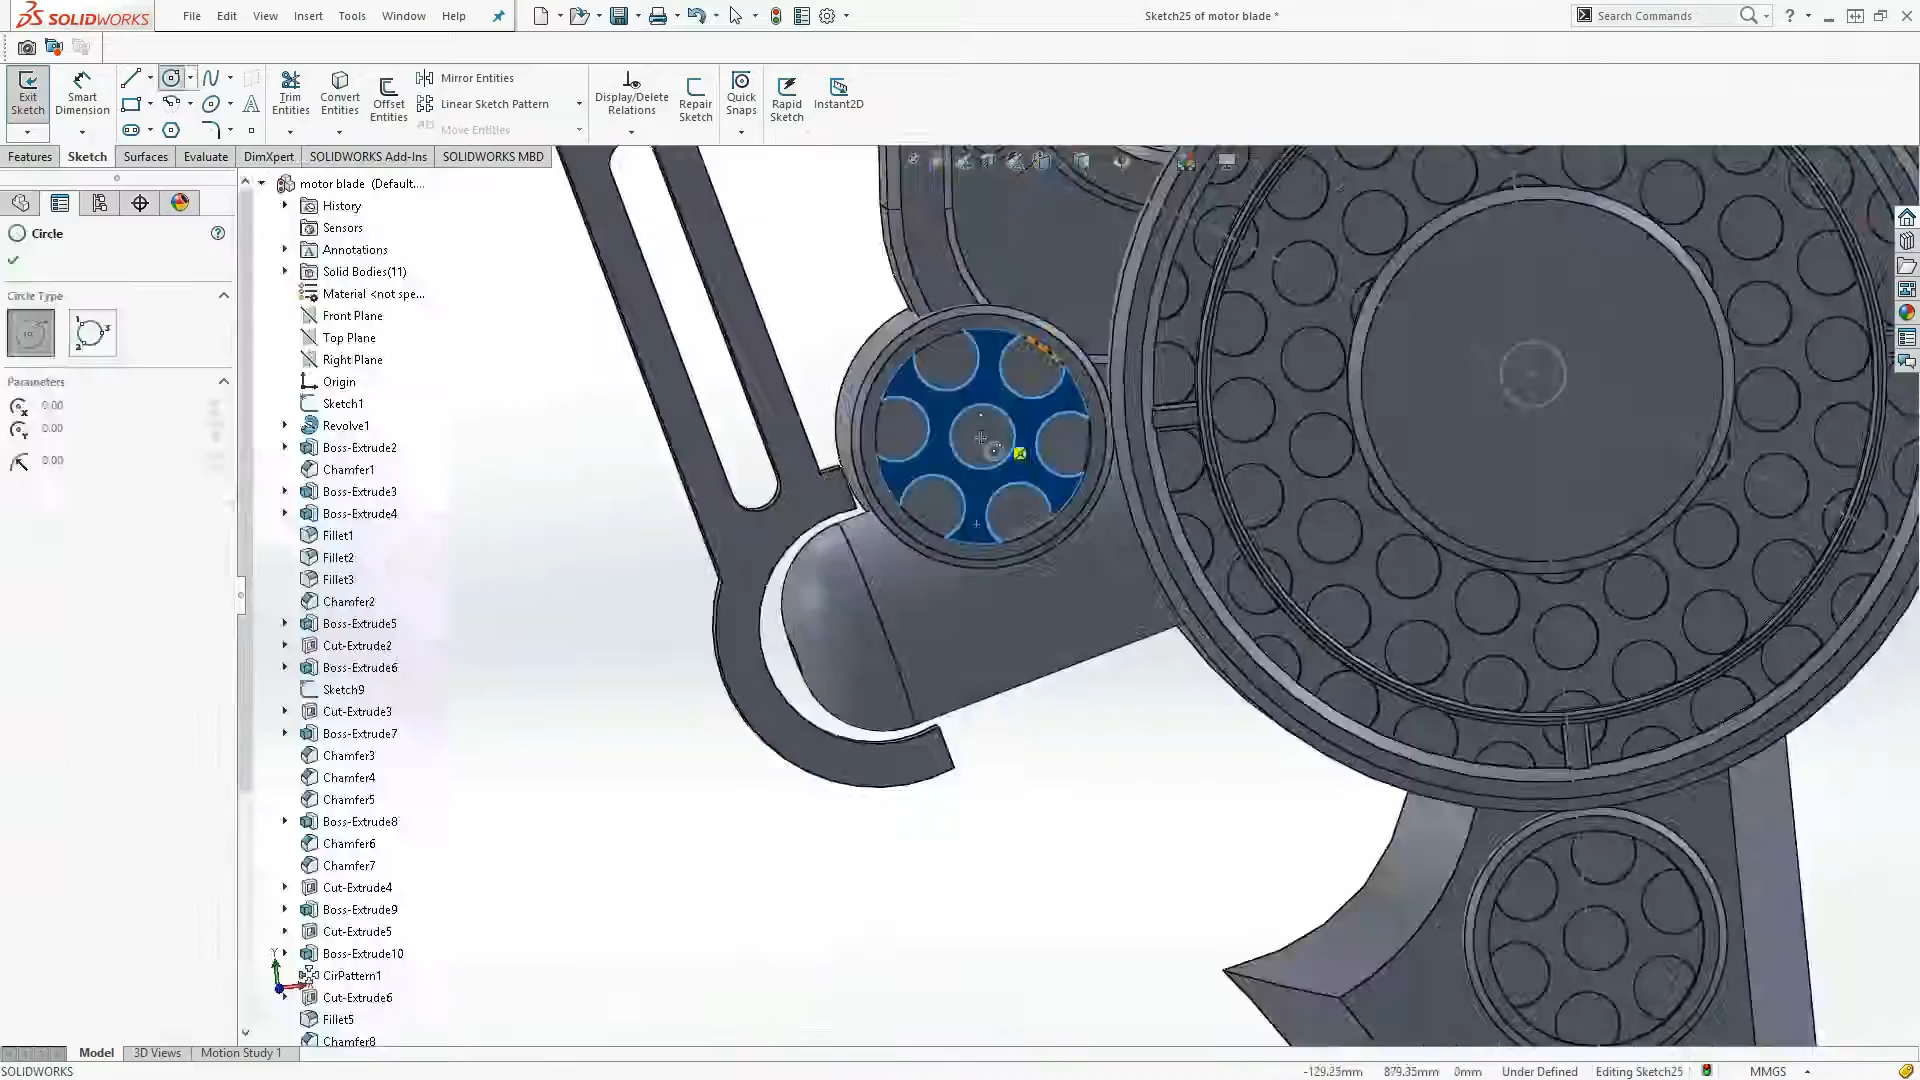 SOLIDWORKS
File
Edit
View
Insert
Tools
Window
Help
Sketch25 of motor blade *
Search Commands
Exit Sketch
Smart Dimension
Trim Entities
Convert Entities
Offset Entities
Mirror Entities
Linear Sketch Pattern
Move Entities
Display/Delete Relations
Repair Sketch
Quick Snaps
Rapid Sketch
Instant2D
Features
Sketch
Surfaces
Evaluate
DimXpert
SOLIDWORKS Add-Ins
SOLIDWORKS MBD
Circle
Circle Type
Parameters
0.00
0.00
0.00
motor blade (Default....
History
Sensors
Annotations
Solid Bodies(11)
Material <not spe...
Front Plane
Top Plane
Right Plane
Origin
Sketch1
Revolve1
Boss-Extrude2
Chamfer1
Boss-Extrude3
Boss-Extrude4
Fillet1
Fillet2
Fillet3
Chamfer2
Boss-Extrude5
Cut-Extrude2
Boss-Extrude6
Sketch9
Cut-Extrude3
Boss-Extrude7
Chamfer3
Chamfer4
Chamfer5
Boss-Extrude8
Chamfer6
Chamfer7
Cut-Extrude4
Boss-Extrude9
Cut-Extrude5
Boss-Extrude10
CirPattern1
Cut-Extrude6
Fillet5
Chamfer8
Y
Model
3D Views
Motion Study 1
SOLIDWORKS
-129.25mm
879.35mm
0mm
Under Defined
Editing Sketch25
MMGS